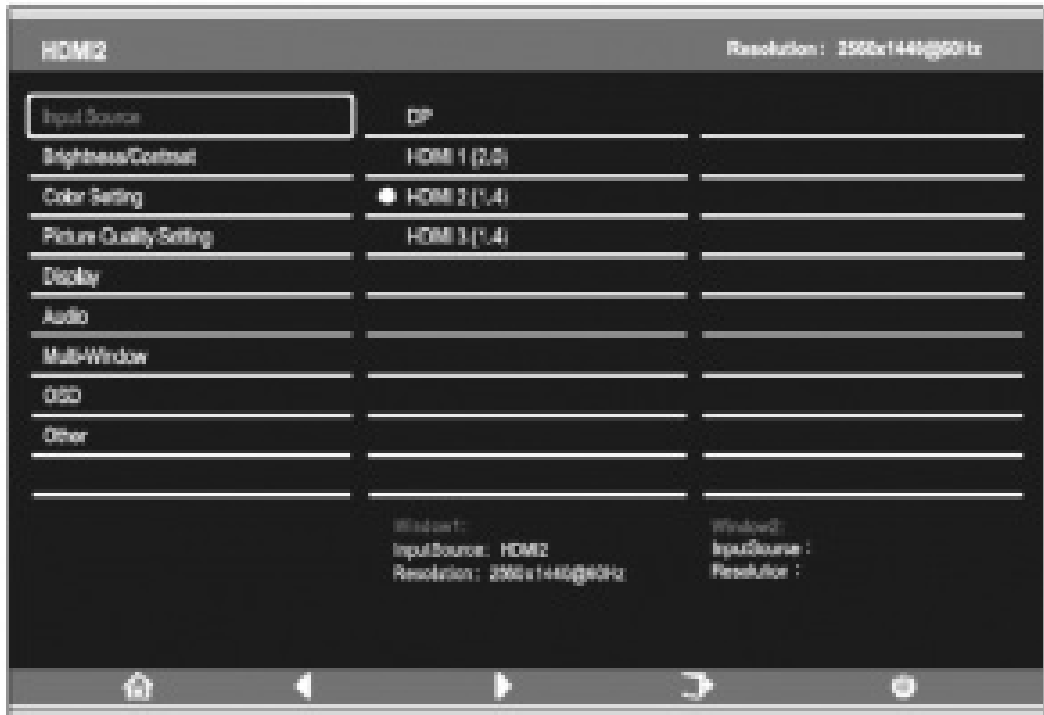 HDMI2 Resolution : 2560x1440@60Hz
Input Source DP
Brightness/Contrast HDMI 1 (2.0)
Color Setting HDMI 2 (1.4)
Picture Quality Setting HDMI 3 (1.4)
Display
Audio
Multi-Window
OSD
Other
Window1: Window2:
InputSource: HDMI2 InputSource :
Resolution : 2560x1440@60Hz Resolution :